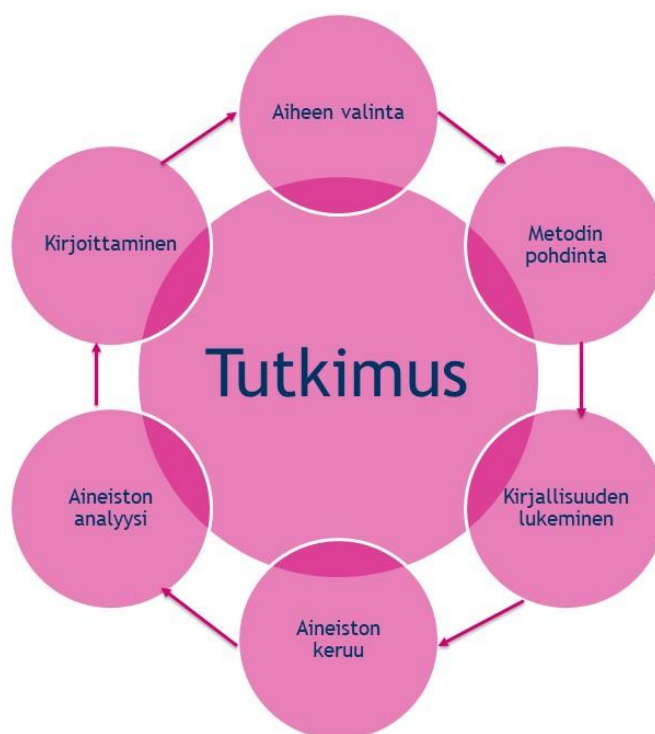 Aiheen valinta
Metodin
pohdinta
Kirjallisuuden
lukeminen
Aineiston
keruu
Aineiston
analyysi
Kirjoittaminen
Tutkimus